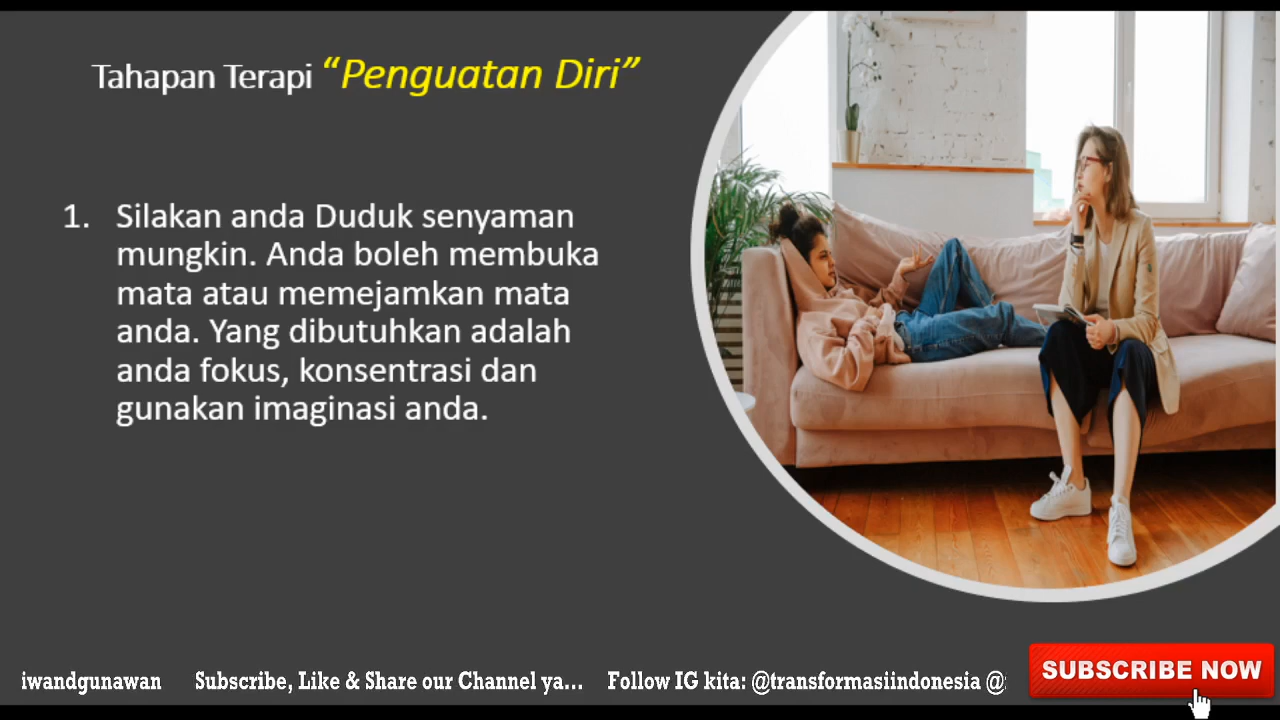 Tahapan Terapi “Penguatan Diri”
1. Silakan anda Duduk senyaman
mungkin. Anda boleh membuka
mata atau memejamkan mata
anda. Yang dibutuhkan adalah
anda fokus, konsentrasi dan
gunakan imaginasi anda.
iwandgunawan Subscribe, Like & Share our Channel ya... Follow IG kita: @transformasiindonesia @
SUBSCRIBE NOW